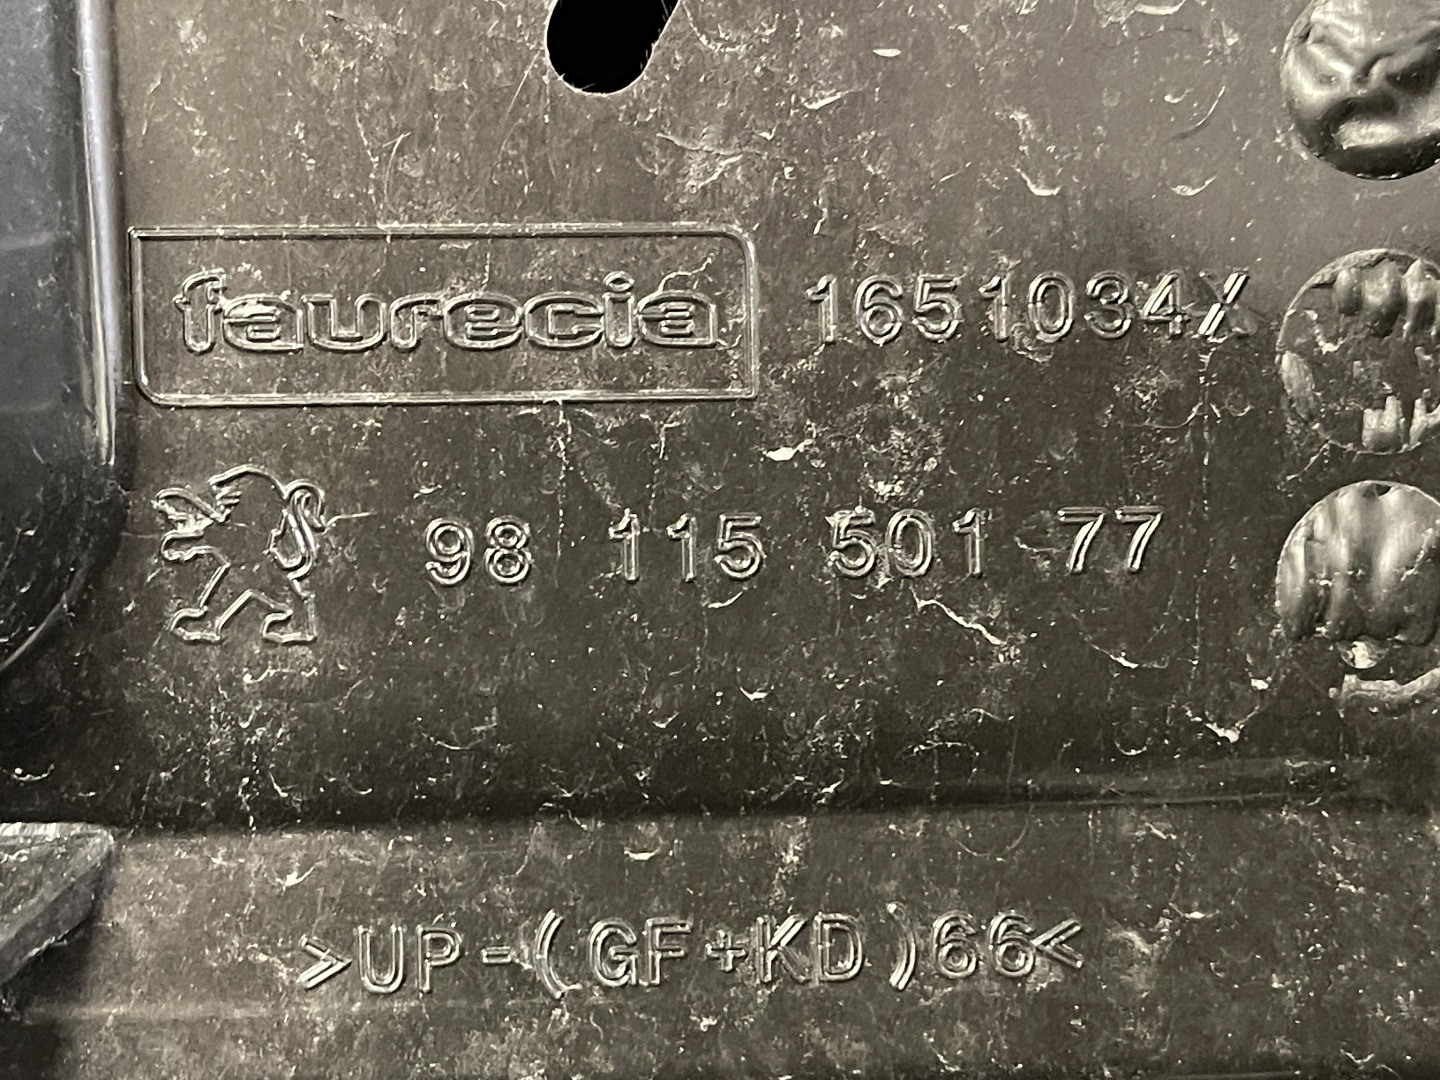 faurecia 1651034X
98 115 501 77
>UP-(GF+KD)66<